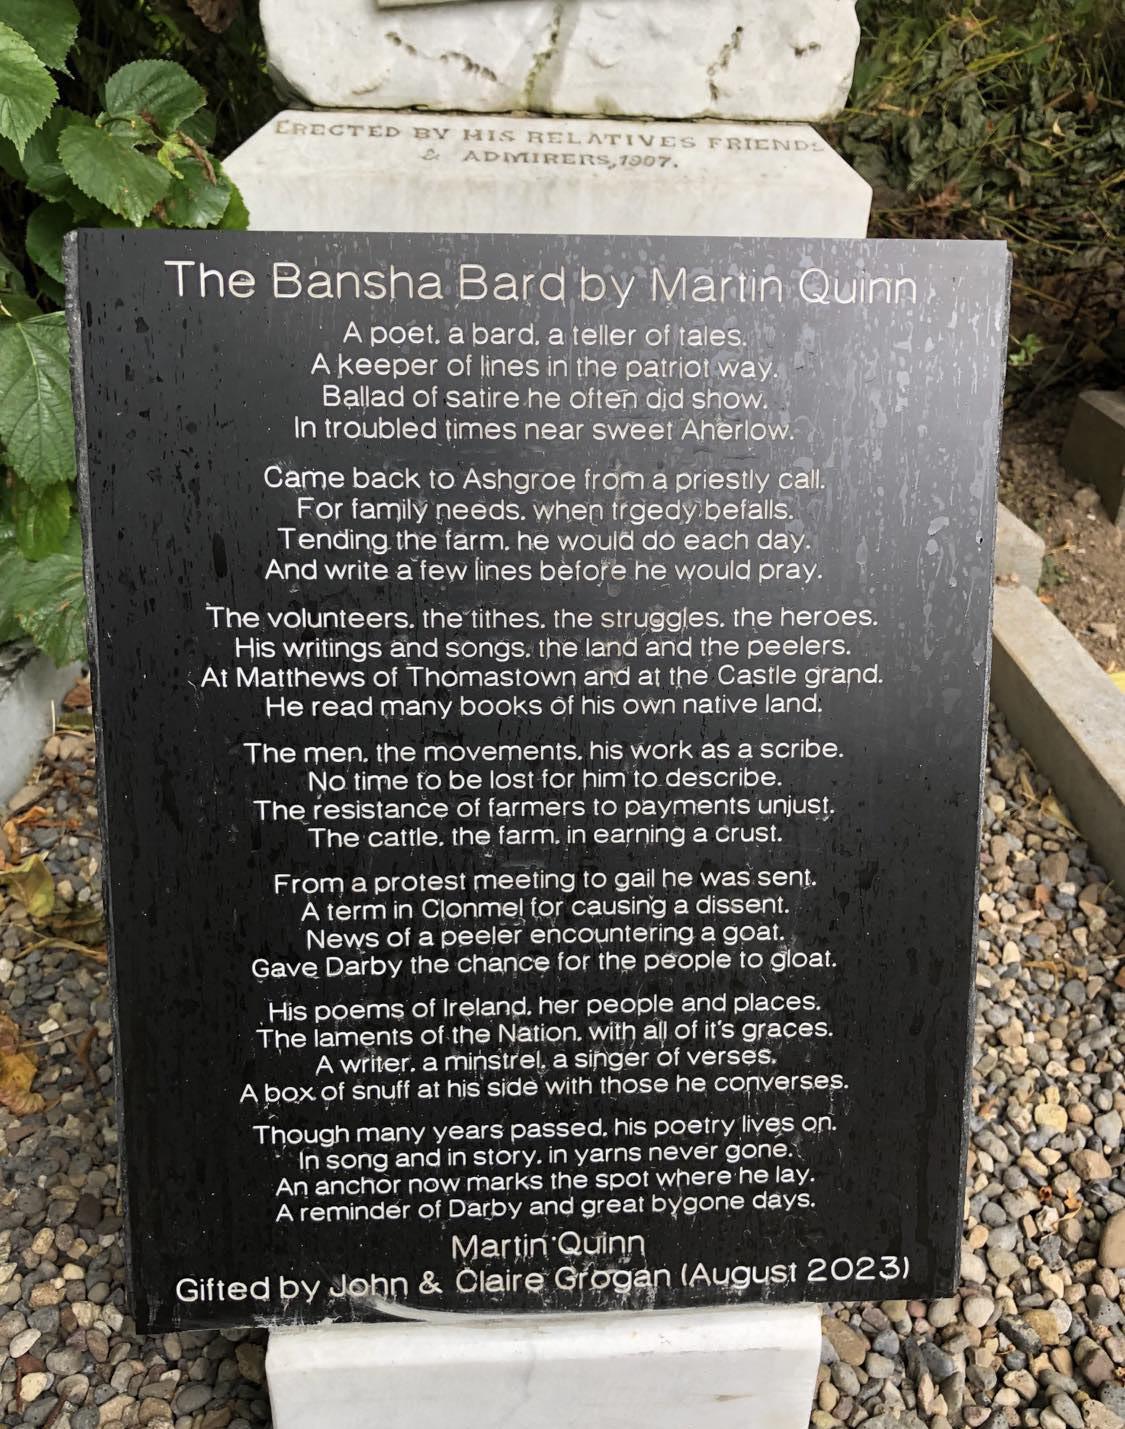 ERECTED BY HIS RELATIVES FRIENDS
& ADMIRERS, 1907.
The Bansha Bard by Martin Quinn
A poet, a bard, a teller of tales.
A keeper of lines in the patriot way.
Ballad of satire he often did show.
In troubled times near sweet Aherlow.
Came back to Ashgroe from a priestly call.
For family needs, when trgedy befalls.
Tending the farm, he would do each day.
And write a few lines before he would pray.
The volunteers, the tithes, the struggles, the heroes.
His writings and songs, the land and the peelers.
At Matthews of Thomastown and at the Castle grand.
He read many books of his own native land.
The men, the movements, his work as a scribe.
No time to be lost for him to describe.
The resistance of farmers to payments unjust.
The cattle, the farm, in earning a crust.
From a protest meeting to gail he was sent.
A term in Clonmel for causing a dissent.
News of a peeler encountering a goat.
Gave Darby the chance for the people to gloat.
His poems of Ireland, her people and places.
The laments of the Nation, with all of it's graces.
A writer, a minstrel, a singer of verses.
A box of snuff at his side with those he converses.
Though many years passed, his poetry lives on.
In song and in story, in yarns never gone.
An anchor now marks the spot where he lay.
A reminder of Darby and great bygone days.
Martin Quinn
Gifted by John & Claire Grogan (August 2023)